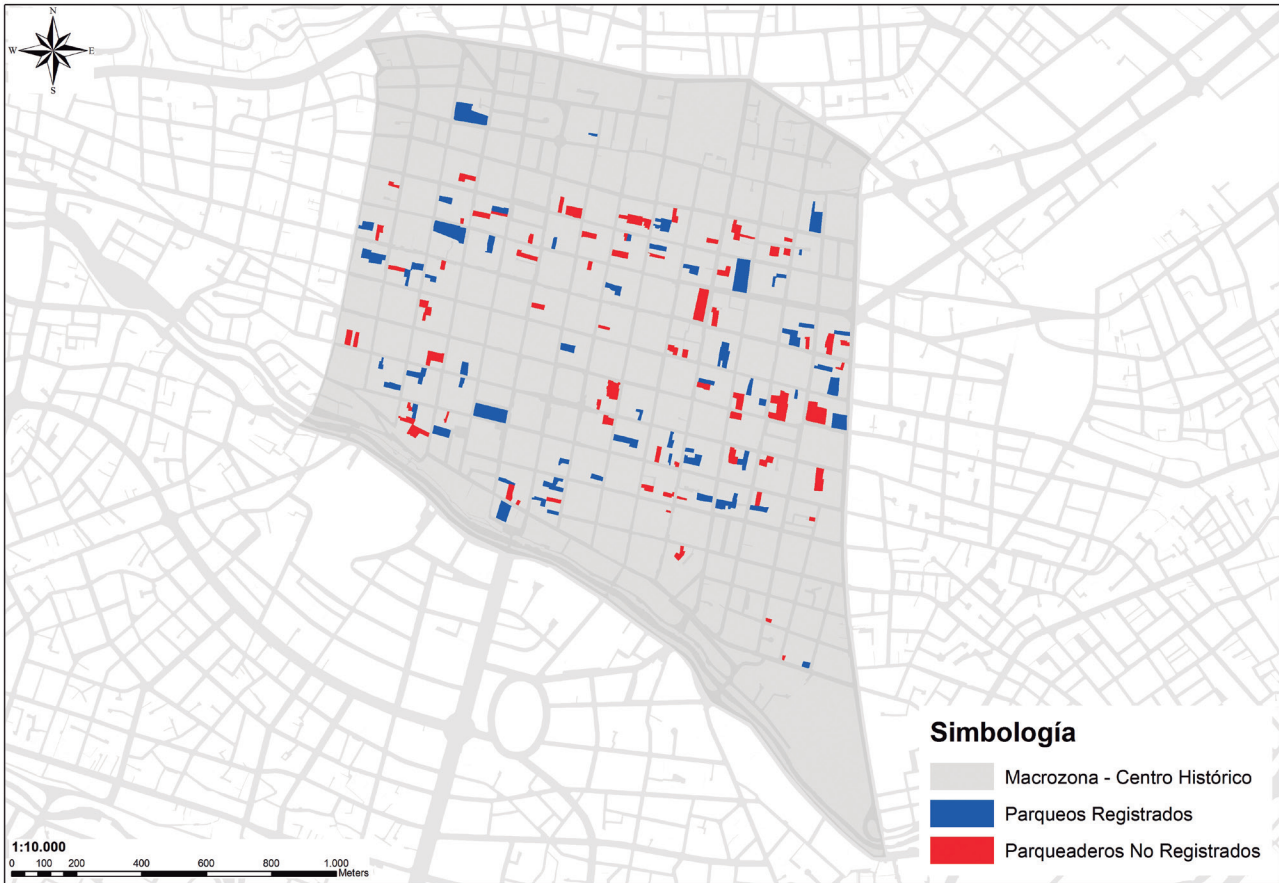 N
W E
S
Simbología
Macrozona - Centro Histórico
Parqueos Registrados
Parqueaderos No Registrados
1:10.000
0 100 200 400 600 800 1.000
Meters